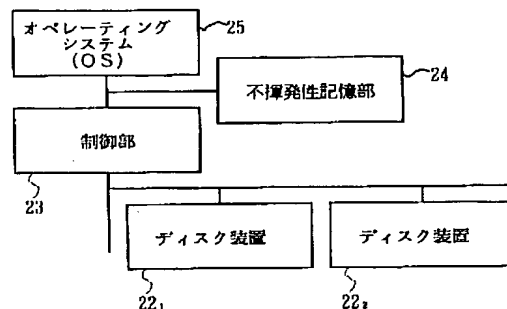 オペレーティング
システム
(OS)
25
不揮発性記憶部
24
制御部
23
ディスク装置
22₁
ディスク装置
22₂